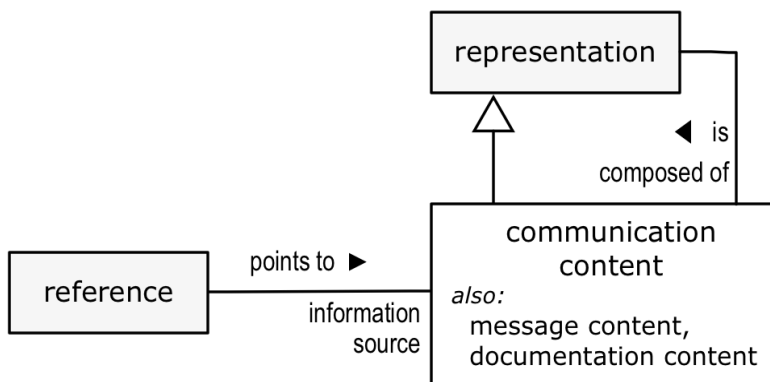 representation
◄ is
composed of
communication
content
also:
message content,
documentation content
points to ►
reference
information
source